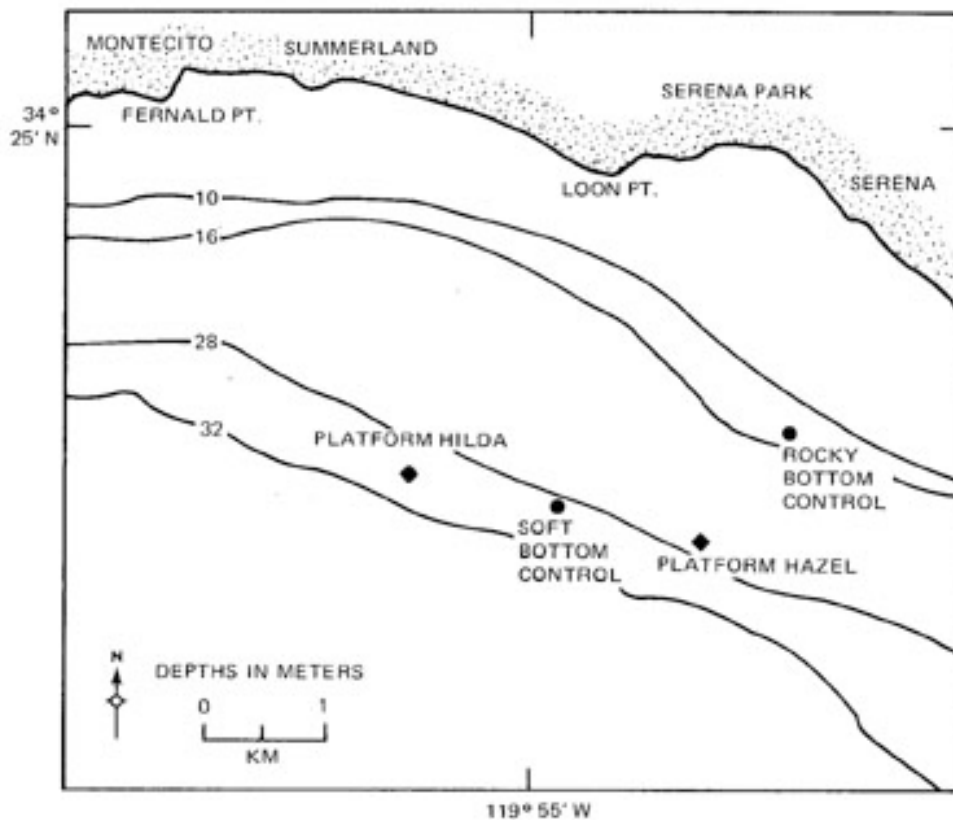 MONTECITO
SUMMERLAND
SERENA PARK
34°
25' N
FERNALD PT.
LOON PT.
SERENA
10
16
28
32
PLATFORM HILDA
ROCKY
BOTTOM
CONTROL
SOFT
BOTTOM
CONTROL
PLATFORM HAZEL
N
DEPTHS IN METERS
0 1
KM
119° 55' W